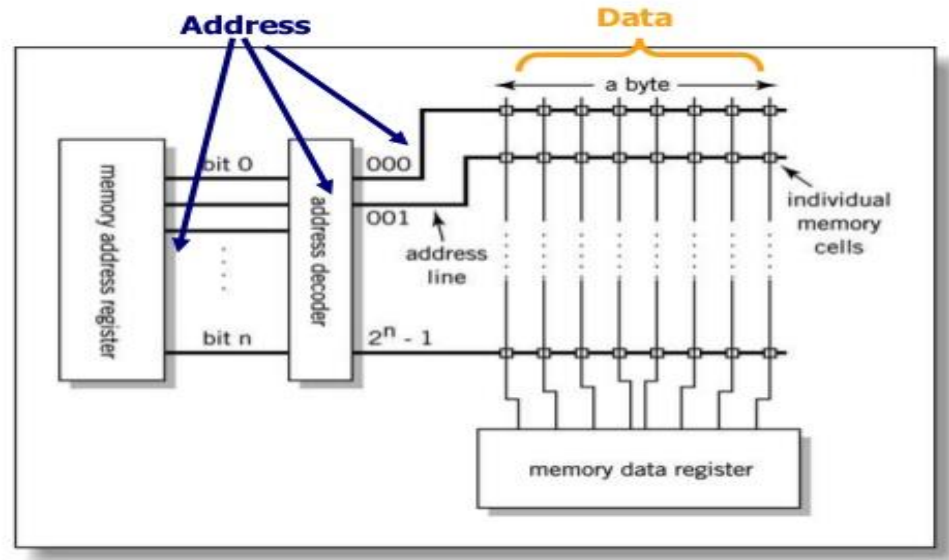 Address
Data
a byte
memory address register
bit 0
bit n
address decoder
000
001
address
line
2ⁿ - 1
individual
memory
cells
memory data register